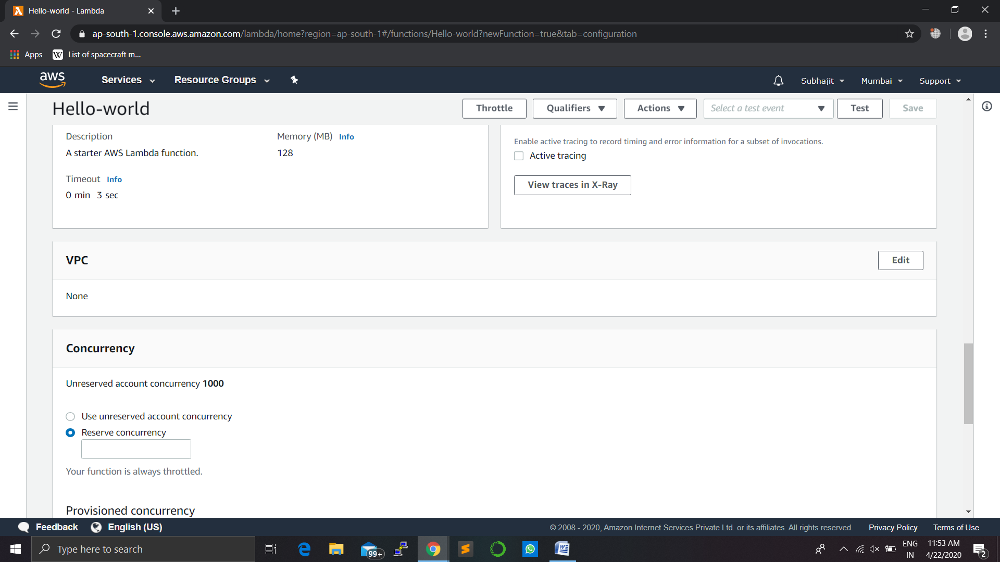 Hello-world - Lambda
ap-south-1.console.aws.amazon.com/lambda/home?region=ap-south-1#/functions/Hello-world?newFunction=true&tab=configuration
Apps W List of spacecraft m...
aws Services Resource Groups Subhajit Mumbai Support
Hello-world Throttle Qualifiers Actions Select a test event Test Save
Description Memory (MB) Info
A starter AWS Lambda function. 128
Timeout Info
0 min 3 sec
Enable active tracing to record timing and error information for a subset of invocations.
Active tracing
View traces in X-Ray
VPC Edit
None
Concurrency
Unreserved account concurrency 1000
Use unreserved account concurrency
Reserve concurrency
Your function is always throttled.
Provisioned concurrency
Feedback English (US) © 2008 - 2020, Amazon Internet Services Private Ltd. or its affiliates. All rights reserved. Privacy Policy Terms of Use
Type here to search 99+ ENG 11:53 AM
IN 4/22/2020 2